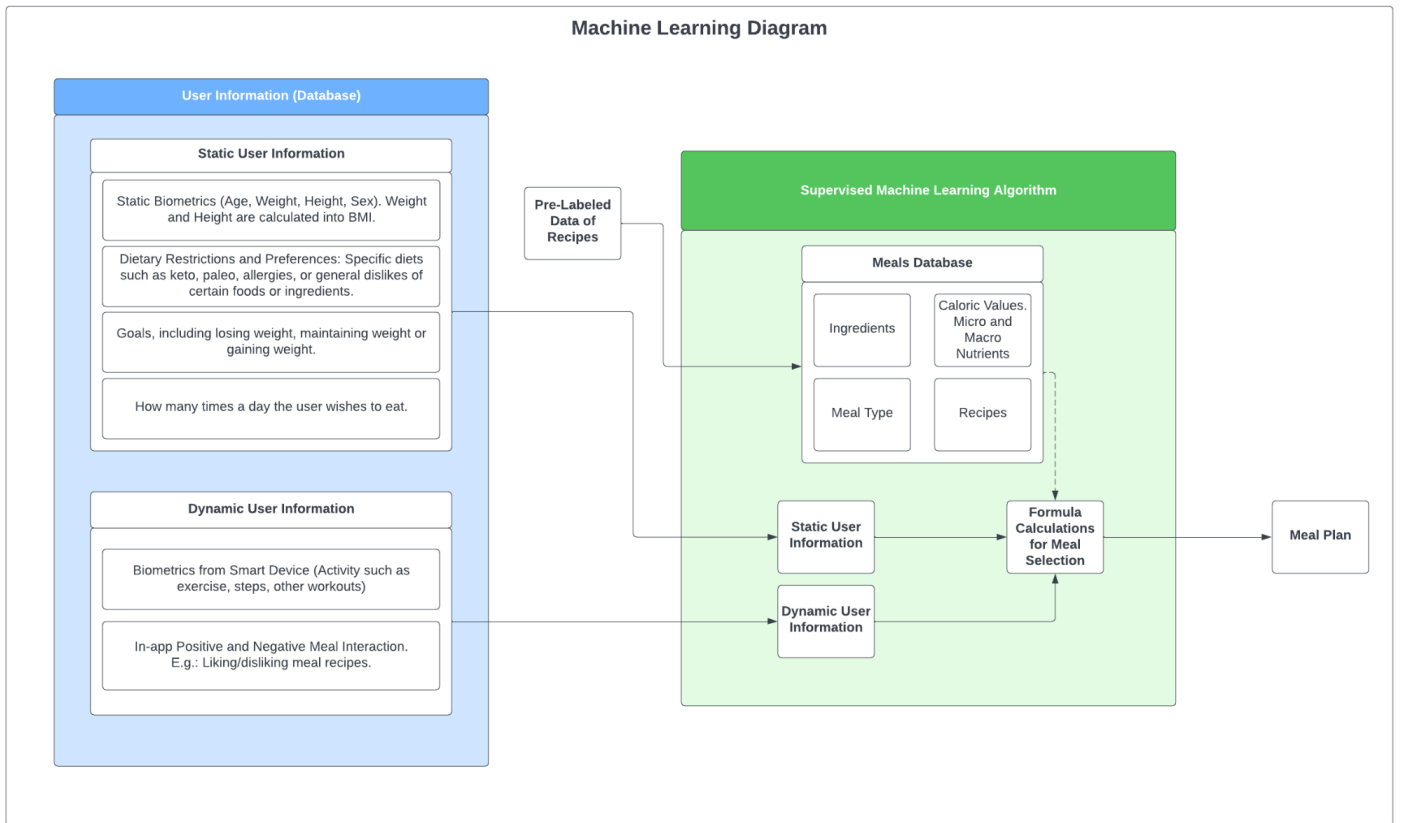 Machine Learning Diagram
User Information (Database)
Static User Information
Static Biometrics (Age, Weight, Height, Sex). Weight
and Height are calculated into BMI.
Dietary Restrictions and Preferences: Specific diets
such as keto, paleo, allergies, or general dislikes of
certain foods or ingredients.
Goals, including losing weight, maintaining weight or
gaining weight.
How many times a day the user wishes to eat.
Dynamic User Information
Biometrics from Smart Device (Activity such as
exercise, steps, other workouts)
In-app Positive and Negative Meal Interaction.
E.g.: Liking/disliking meal recipes.
Pre-Labeled
Data of
Recipes
Supervised Machine Learning Algorithm
Meals Database
Ingredients
Caloric Values.
Micro and
Macro
Nutrients
Meal Type
Recipes
Static User
Information
Dynamic User
Information
Formula
Calculations
for Meal
Selection
Meal Plan